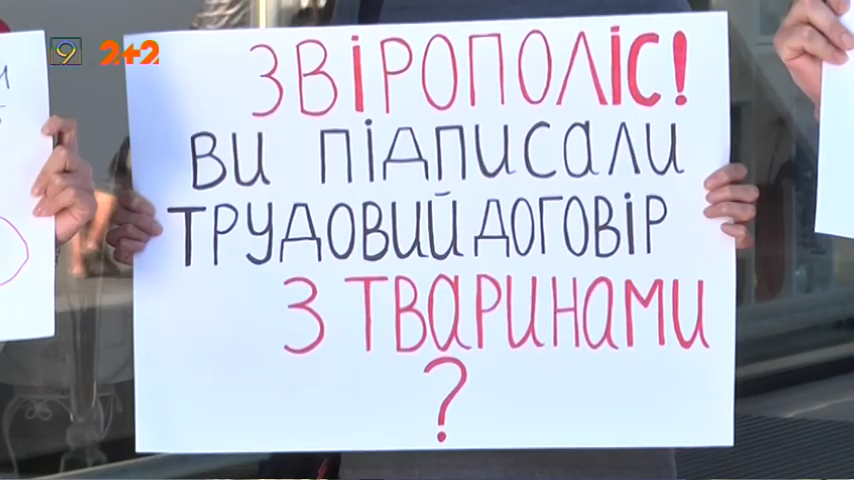 9 2+2
ЗВІРОПОЛІС!
ВИ ПІДПИСАЛИ
ТРУДОВИЙ ДОГОВІР
З ТВАРИНАМИ
?